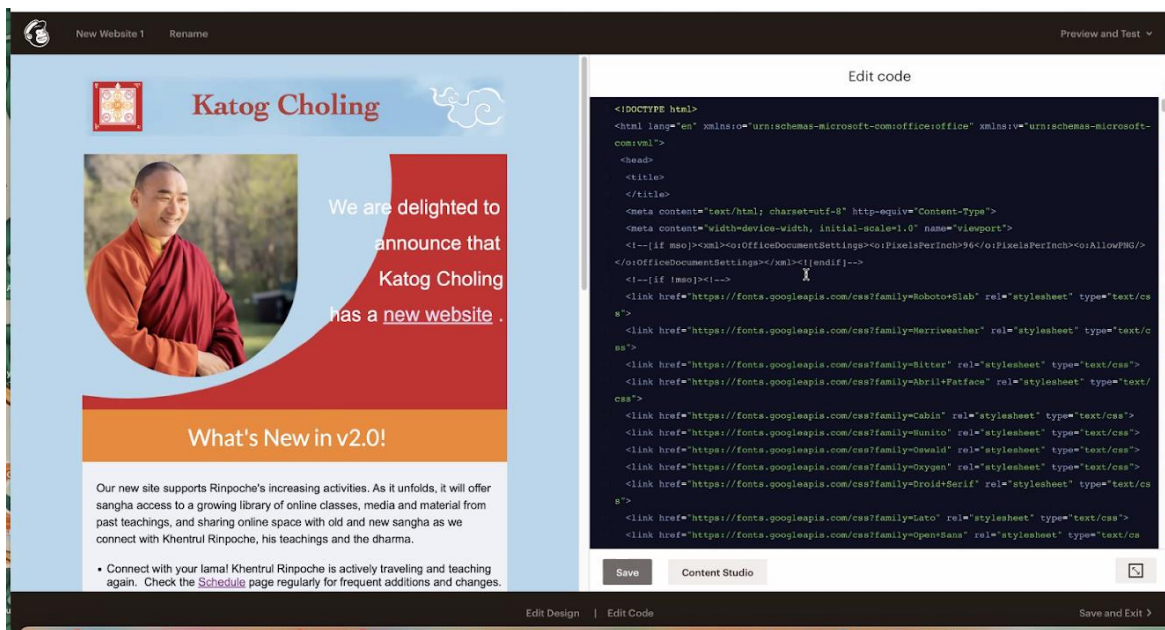 New Website 1 Rename Preview and Test
Katog Choling
We are delighted to
announce that
Katog Choling
has a new website .
What's New in v2.0!
Our new site supports Rinpoche's increasing activities. As it unfolds, it will offer
sangha access to a growing library of online classes, media and material from
past teachings, and sharing online space with old and new sangha as we
connect with Khentrul Rinpoche, his teachings and the dharma.
• Connect with your lama! Khentrul Rinpoche is actively traveling and teaching
again. Check the Schedule page regularly for frequent additions and changes.
Edit code
<!DOCTYPE html>
<html lang="en" xmlns:o="urn:schemas-microsoft-com:office:office" xmlns:v="urn:schemas-microsoft-
com:vml">
<head>
<title>
</title>
<meta content="text/html; charset=utf-8" http-equiv="Content-Type">
<meta content="width=device-width, initial-scale=1.0" name="viewport">
<!--[if mso]><xml><o:OfficeDocumentSettings><o:PixelsPerInch>96</o:PixelsPerInch><o:AllowPNG/>
</o:OfficeDocumentSettings></xml><![endif]-->
<!--[if !mso]><!-->
<link href="https://fonts.googleapis.com/css?family=Roboto+Slab" rel="stylesheet" type="text/cs
s">
<link href="https://fonts.googleapis.com/css?family=Merriweather" rel="stylesheet" type="text/c
ss">
<link href="https://fonts.googleapis.com/css?family=Bitter" rel="stylesheet" type="text/css">
<link href="https://fonts.googleapis.com/css?family=Abril+Fatface" rel="stylesheet" type="text/
css">
<link href="https://fonts.googleapis.com/css?family=Cabin" rel="stylesheet" type="text/css">
<link href="https://fonts.googleapis.com/css?family=Nunito" rel="stylesheet" type="text/css">
<link href="https://fonts.googleapis.com/css?family=Oswald" rel="stylesheet" type="text/css">
<link href="https://fonts.googleapis.com/css?family=Oxygen" rel="stylesheet" type="text/css">
<link href="https://fonts.googleapis.com/css?family=Droid+Serif" rel="stylesheet" type="text/cs
s">
<link href="https://fonts.googleapis.com/css?family=Lato" rel="stylesheet" type="text/css">
<link href="https://fonts.googleapis.com/css?family=Open+Sans" rel="stylesheet" type="text/cs
Save Content Studio
Edit Design | Edit Code Save and Exit